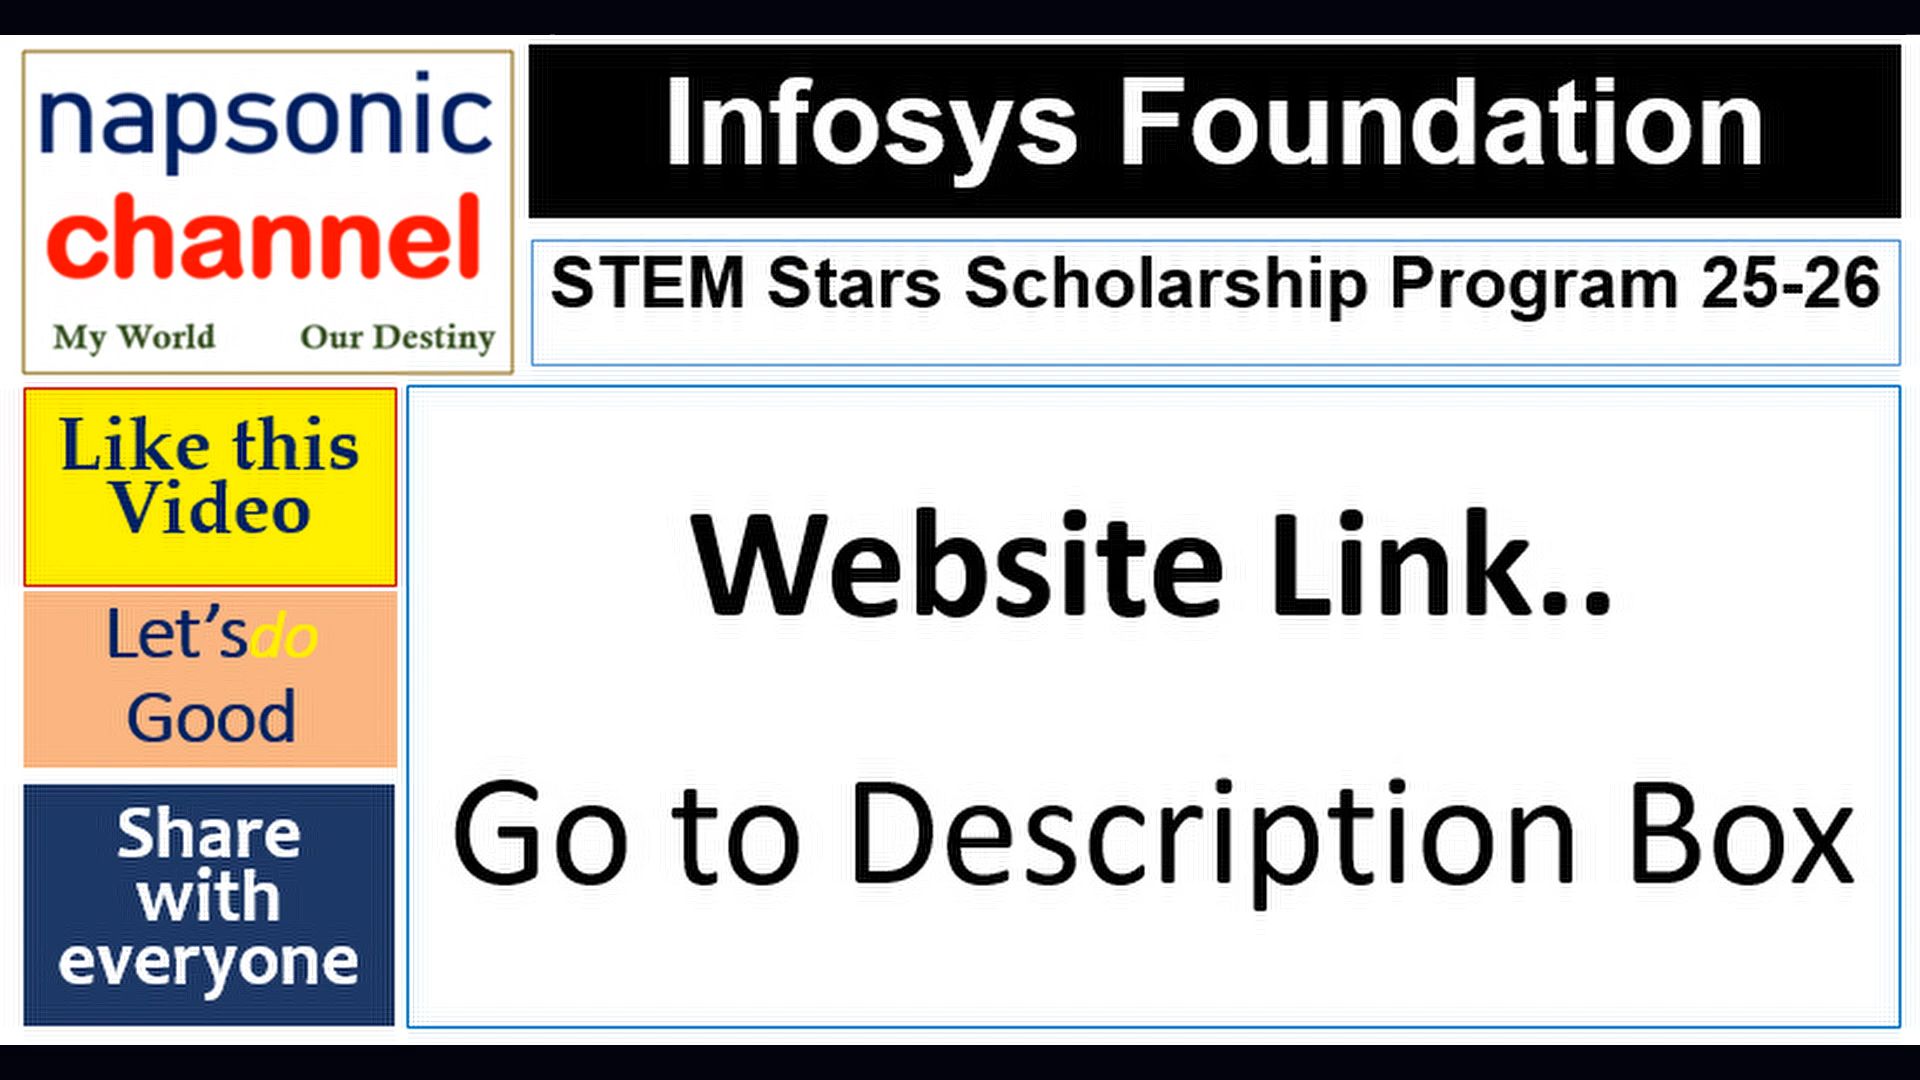 napsonic
channel
My World Our Destiny
Infosys Foundation
STEM Stars Scholarship Program 25-26
Like this
Video
Let'sdo
Good
Share
with
everyone
Website Link..
Go to Description Box